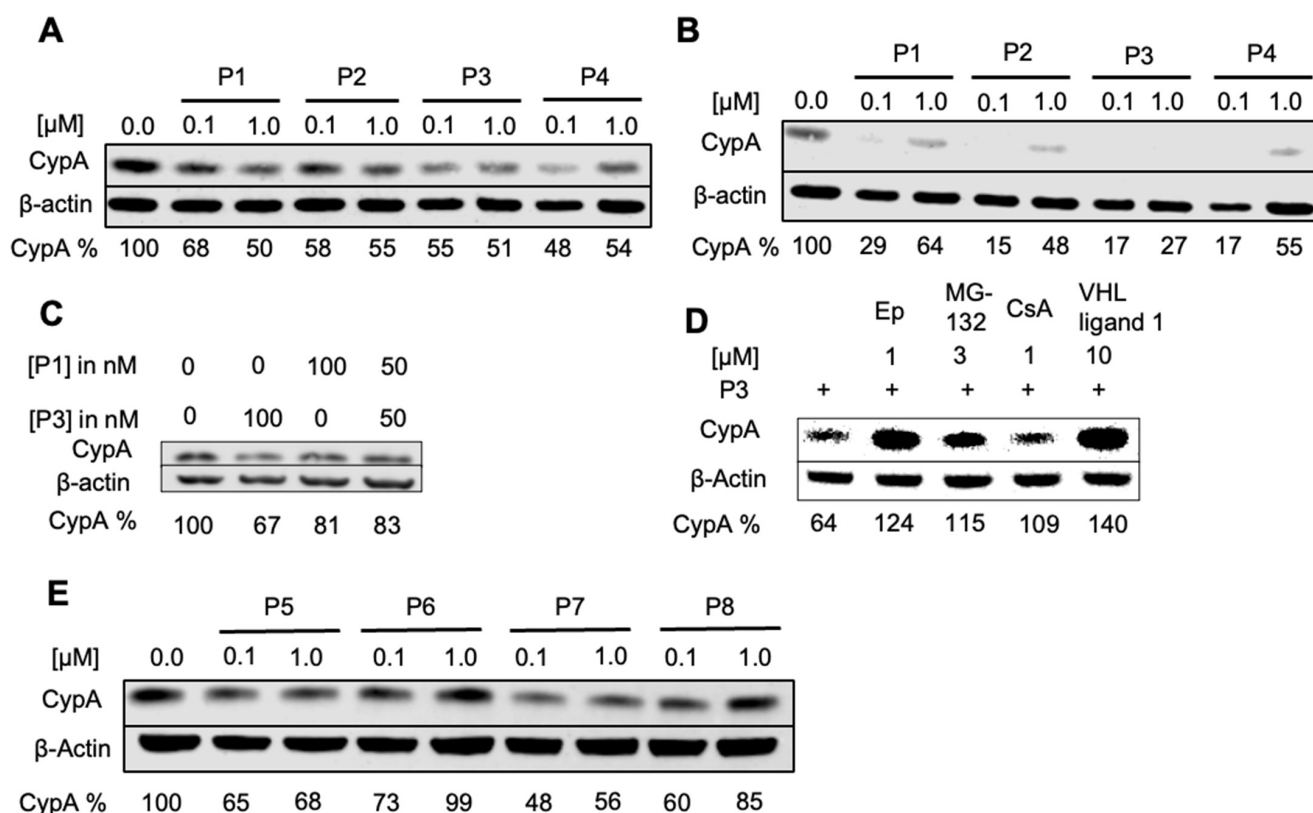 A
P1 P2 P3 P4
[µM] 0.0 0.1 1.0 0.1 1.0 0.1 1.0 0.1 1.0
CypA
β-actin
CypA % 100 68 50 58 55 55 51 48 54
B
P1 P2 P3 P4
[µM] 0.0 0.1 1.0 0.1 1.0 0.1 1.0 0.1 1.0
CypA
β-actin
CypA % 100 29 64 15 48 17 27 17 55
C
[P1] in nM 0 0 100 50
[P3] in nM 0 100 0 50
CypA
β-actin
CypA % 100 67 81 83
D
Ep MG-132 CsA VHL ligand 1
[µM] 1 3 1 10
P3 + + + + +
CypA
β-Actin
CypA % 64 124 115 109 140
E
P5 P6 P7 P8
[µM] 0.0 0.1 1.0 0.1 1.0 0.1 1.0 0.1 1.0
CypA
β-Actin
CypA % 100 65 68 73 99 48 56 60 85